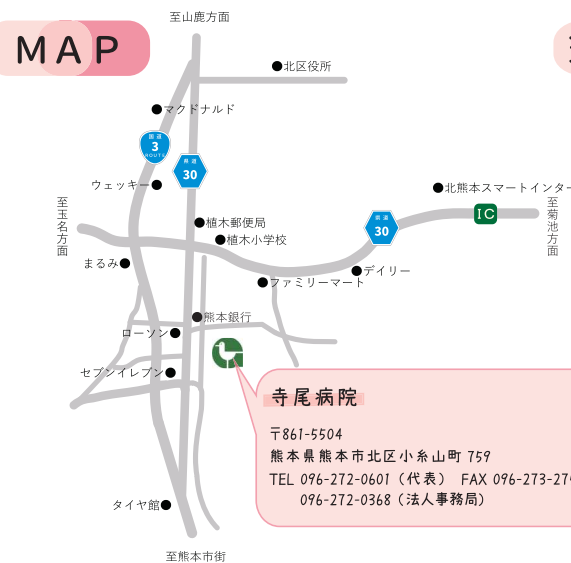 至山鹿方面
MAP
北区役所
マクドナルド
国道
3
ROUTE
県道
30
ウェッキー
北熊本スマートインター
至玉名方面
至菊池方面
IC
植木郵便局
県道
30
植木小学校
まるみ
デイリー
ファミリーマート
熊本銀行
ローソン
セブンイレブン
寺尾病院
〒861-5504
熊本県熊本市北区小糸山町 759
TEL 096-272-0601（代表） FAX 096-273-27
096-272-0368（法人事務局）
タイヤ館
至熊本市街